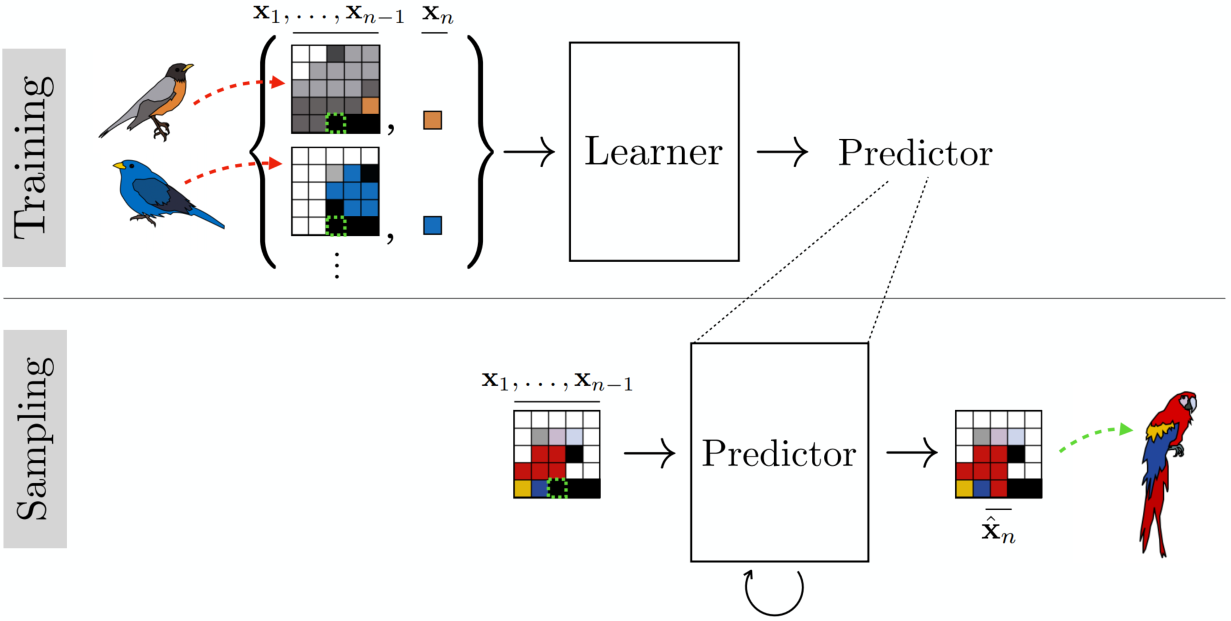 Training
𝐱₁, . . . , 𝐱ₙ₋₁ 𝐱ₙ
,
,
⋮
Learner
Predictor
Sampling
𝐱₁, . . . , 𝐱ₙ₋₁
Predictor
𝐱̂ₙ